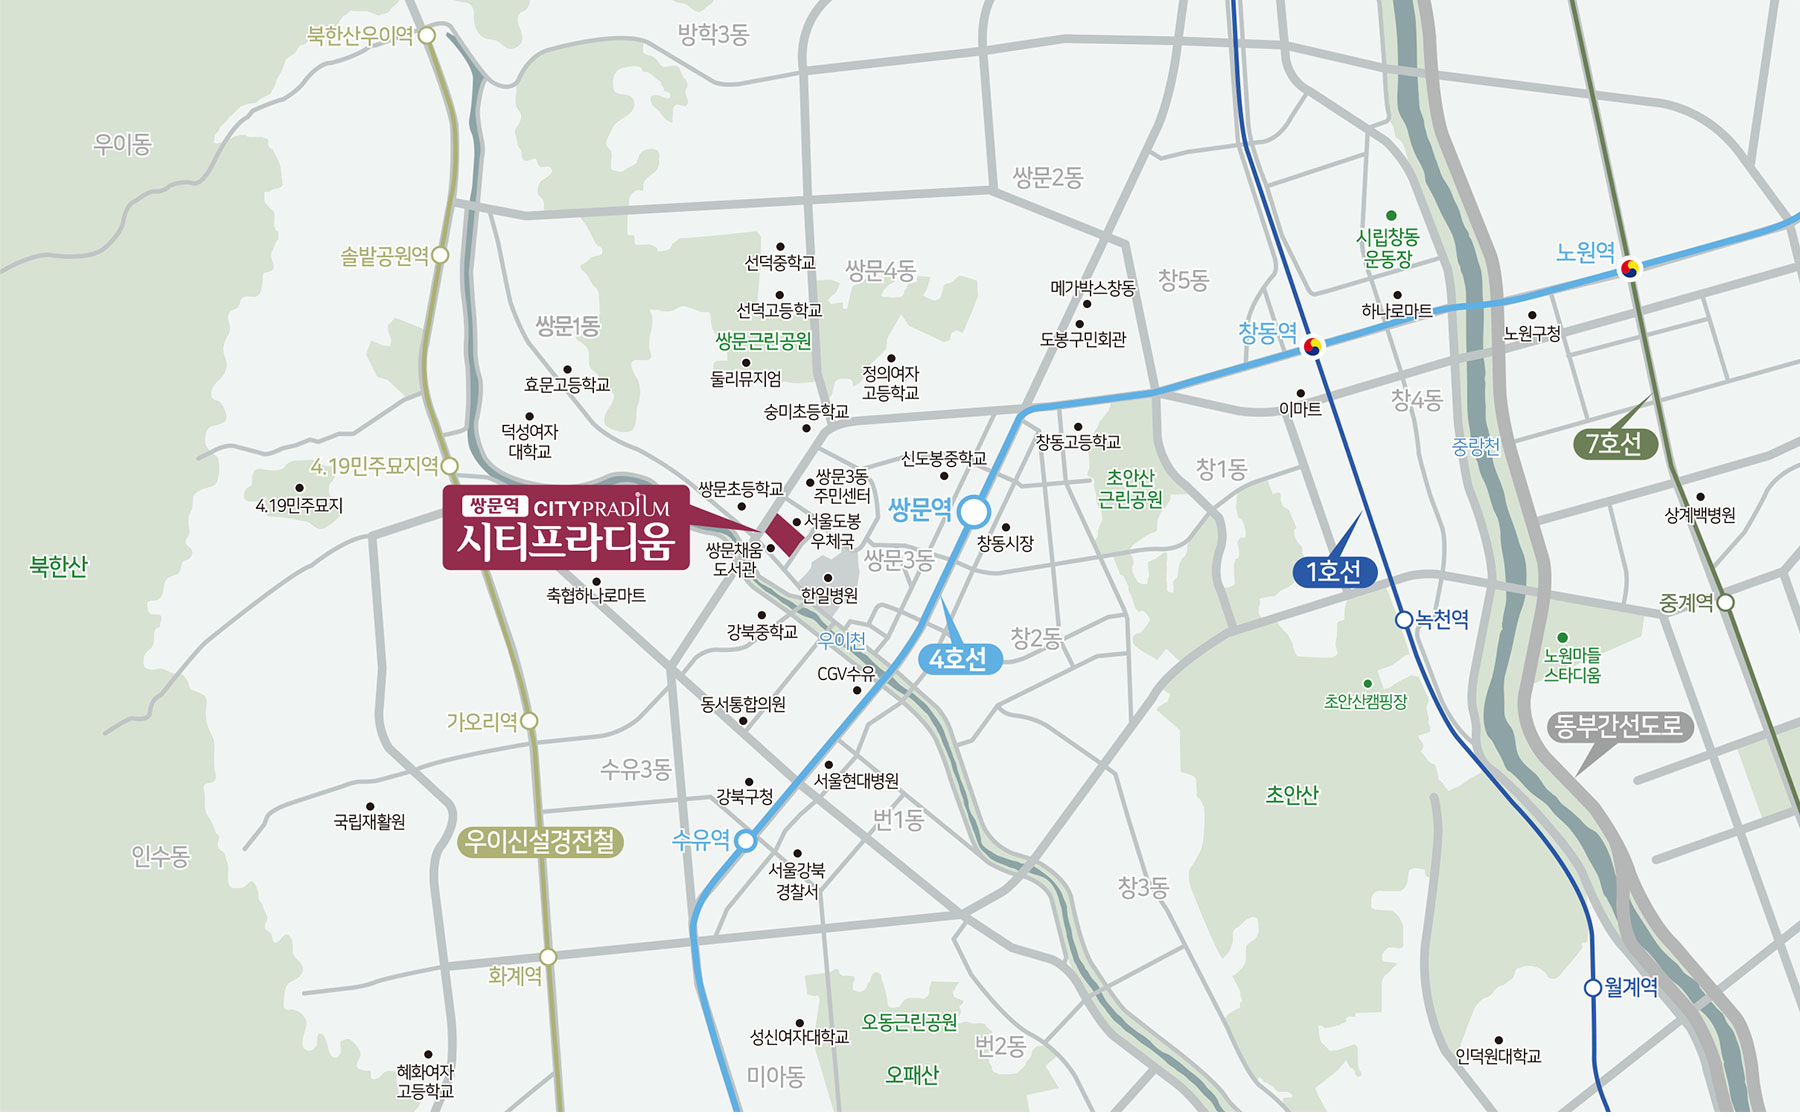 북한산우이역
방학3동
우이동
쌍문2동
솔밭공원역
선덕중학교
쌍문4동
시립창동
운동장
노원역
메가박스창동
창5동
선덕고등학교
하나로마트
쌍문1동
쌍문근린공원
도봉구민회관
창동역
노원구청
효문고등학교
둘리뮤지엄
정의여자
고등학교
숭미초등학교
이마트
창4동
덕성여자
대학교
창동고등학교
중랑천
7호선
4.19민주묘지역
신도봉중학교
창1동
4.19민주묘지
쌍문초등학교
쌍문3동
주민센터
초안산
근린공원
쌍문역 CITYPRADIUM
시티프라디움
서울도봉
우체국
쌍문역
상계백병원
창동시장
쌍문채움
도서관
쌍문3동
북한산
1호선
축협하나로마트
한일병원
중계역
강북중학교
우이천
창2동
녹천역
4호선
노원마들
스타디움
CGV수유
초안산캠핑장
동서통합의원
가오리역
동부간선도로
수유3동
서울현대병원
강북구청
초안산
국립재활원
번1동
우이신설경전철
수유역
인수동
서울강북
경찰서
창3동
화계역
월계역
오동근린공원
성신여자대학교
번2동
인덕원대학교
혜화여자
고등학교
미아동
오패산